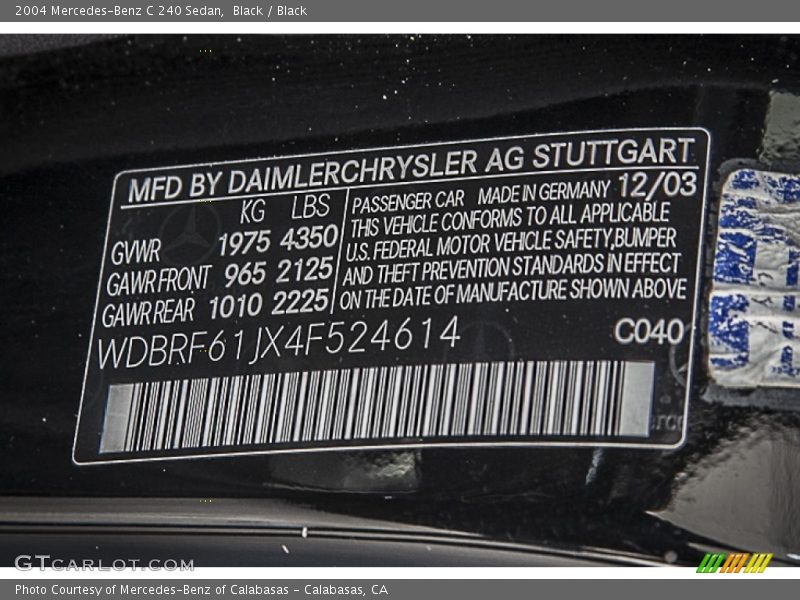 2004 Mercedes-Benz C 240 Sedan, Black / Black
MFD BY DAIMLERCHRYSLER AG STUTTGART
KG LBS
GVWR 1975 4350
GAWR FRONT 965 2125
GAWR REAR 1010 2225
PASSENGER CAR MADE IN GERMANY 12/03
THIS VEHICLE CONFORMS TO ALL APPLICABLE
U.S. FEDERAL MOTOR VEHICLE SAFETY,BUMPER
AND THEFT PREVENTION STANDARDS IN EFFECT
ON THE DATE OF MANUFACTURE SHOWN ABOVE
WDBRF61JX4F524614
C040
GTCARLOT.COM
Photo Courtesy of Mercedes-Benz of Calabasas - Calabasas, CA